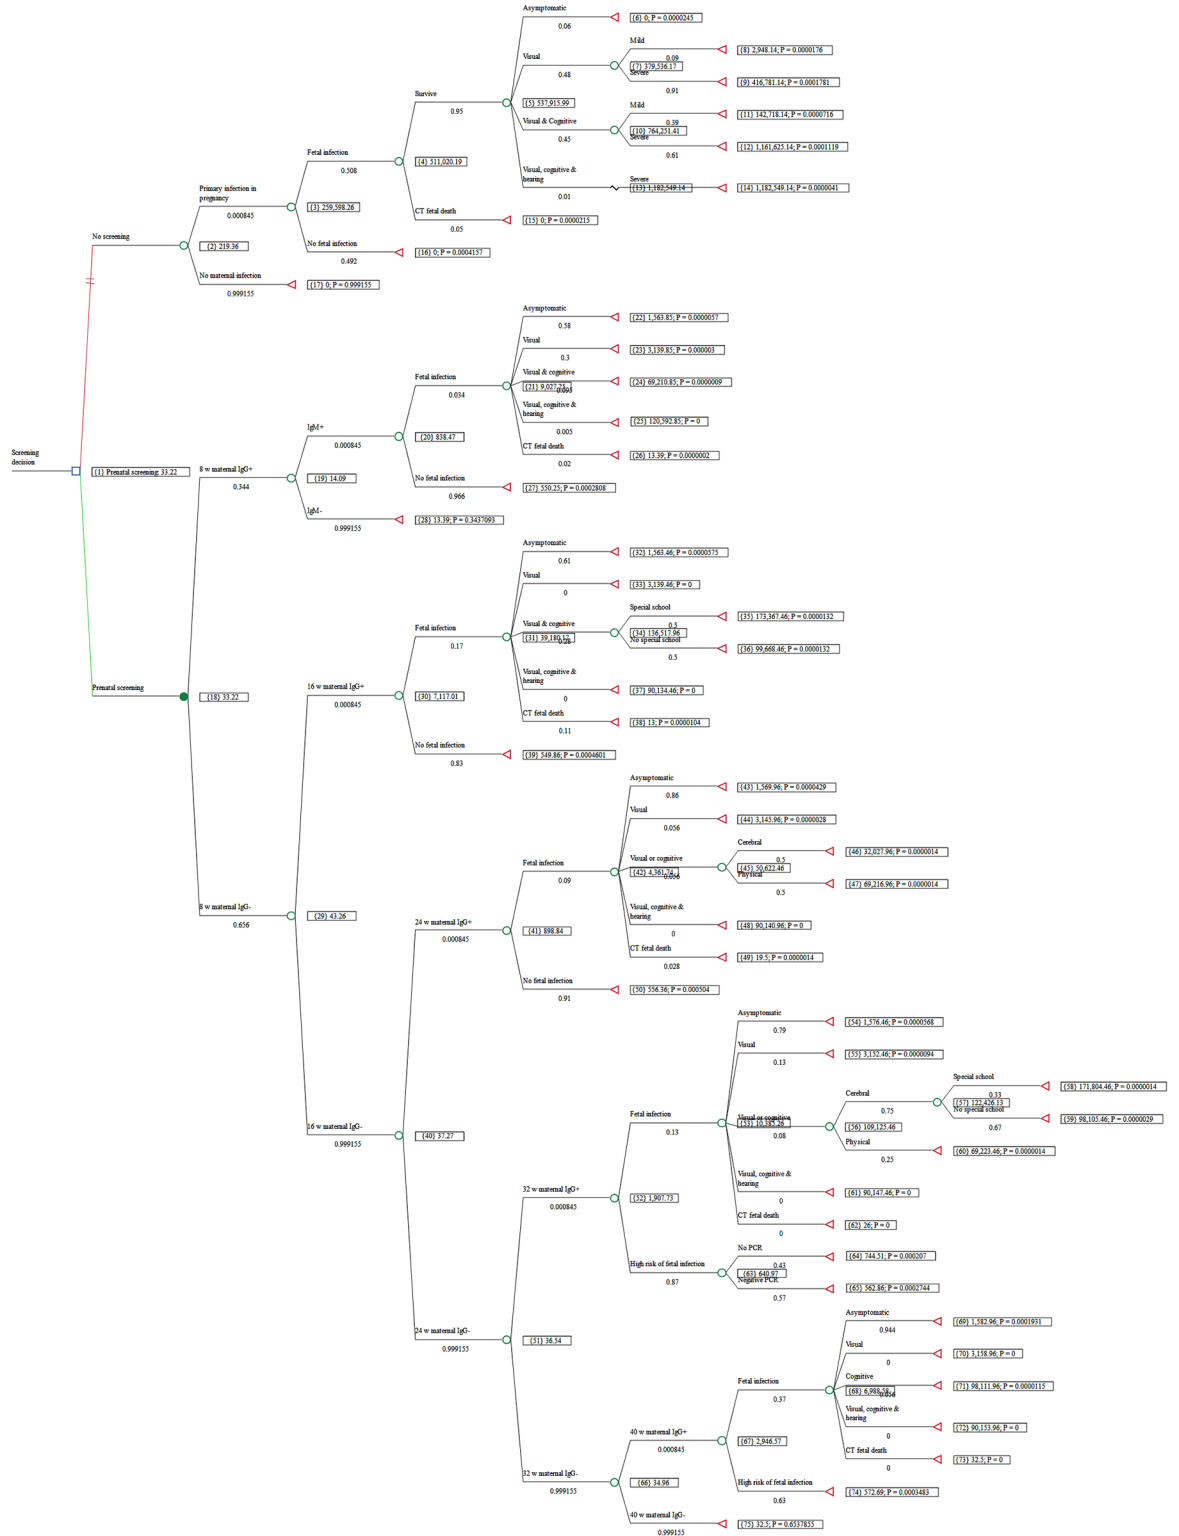 Asymptomatic
0.06
{6} 0; P = 0.0000245
Visual
0.48
Mild
0.09
{8} 2,948.14; P = 0.0000176
{7} 379,536.17
Severe
0.91
{9} 416,781.14; P = 0.0001781
Survive
0.95
{5} 537,915.99
Visual & Cognitive
0.45
Mild
0.39
{11} 142,718.14; P = 0.0000716
{10} 764,251.41
Severe
0.61
{12} 1,161,625.14; P = 0.0001119
Visual, cognitive &
hearing
0.01
Severe
{13} 1,182,549.14
{14} 1,182,549.14; P = 0.0000041
Fetal infection
0.508
{4} 511,020.19
CT fetal death
0.05
{15} 0; P = 0.0000215
Primary infection in
pregnancy
0.000845
{3} 259,598.26
No fetal infection
0.492
{16} 0; P = 0.0004157
No screening
{2} 219.36
No maternal infection
0.999155
{17} 0; P = 0.999155
Screening
decision
{1} Prenatal screening: 33.22
Asymptomatic
0.58
{22} 1,563.85; P = 0.0000057
Visual
0.3
{23} 3,139.85; P = 0.000003
Fetal infection
0.034
Visual & cognitive
{21} 9,027.25
0.095
{24} 69,210.85; P = 0.0000009
Visual, cognitive &
hearing
0.005
{25} 120,592.85; P = 0
CT fetal death
0.02
{26} 13.39; P = 0.0000002
IgM+
0.000845
{20} 838.47
No fetal infection
0.966
{27} 550.25; P = 0.0002808
8 w maternal IgG+
0.344
{19} 14.09
IgM-
0.999155
{28} 13.39; P = 0.3437093
Asymptomatic
0.61
{32} 1,563.46; P = 0.0000575
Visual
0
{33} 3,139.46; P = 0
Fetal infection
0.17
Visual & cognitive
{31} 39,180.17
0.28
Special school
0.5
{35} 173,367.46; P = 0.0000132
{34} 136,517.96
No special school
0.5
{36} 99,668.46; P = 0.0000132
Visual, cognitive &
hearing
0
{37} 90,134.46; P = 0
CT fetal death
0.11
{38} 13; P = 0.0000104
Prenatal screening
{18} 33.22
16 w maternal IgG+
0.000845
{30} 7,117.01
No fetal infection
0.83
{39} 549.86; P = 0.0004601
Asymptomatic
0.86
{43} 1,569.96; P = 0.0000429
Visual
0.056
{44} 3,145.96; P = 0.0000028
Fetal infection
0.09
Visual or cognitive
{42} 4,361.74
0.056
Cerebral
0.5
{46} 32,027.96; P = 0.0000014
{45} 50,622.46
Physical
0.5
{47} 69,216.96; P = 0.0000014
Visual, cognitive &
hearing
0
{48} 90,140.96; P = 0
CT fetal death
0.028
{49} 19.5; P = 0.0000014
8 w maternal IgG-
0.656
{29} 43.26
24 w maternal IgG+
0.000845
{41} 898.84
No fetal infection
0.91
{50} 556.36; P = 0.000504
Asymptomatic
0.79
{54} 1,576.46; P = 0.0000568
Visual
0.13
{55} 3,152.46; P = 0.0000094
Fetal infection
0.13
Visual or cognitive
{53} 10,385.26
0.08
Cerebral
0.75
Special school
0.33
{58} 171,804.46; P = 0.0000014
{57} 122,426.13
No special school
0.67
{59} 98,105.46; P = 0.0000029
{56} 109,125.46
Physical
0.25
{60} 69,223.46; P = 0.0000014
Visual, cognitive &
hearing
0
{61} 90,147.46; P = 0
CT fetal death
0
{62} 26; P = 0
16 w maternal IgG-
0.999155
{40} 37.27
32 w maternal IgG+
0.000845
{52} 1,907.73
High risk of fetal infection
0.87
No PCR
0.43
{64} 744.51; P = 0.000207
{63} 640.97
Negative PCR
0.57
{65} 562.86; P = 0.0002744
24 w maternal IgG-
0.999155
{51} 36.54
Asymptomatic
0.944
{69} 1,582.96; P = 0.0001931
Visual
0
{70} 3,158.96; P = 0
Fetal infection
0.37
Cognitive
{68} 6,988.58
0.056
{71} 98,111.96; P = 0.0000115
Visual, cognitive &
hearing
0
{72} 90,153.96; P = 0
CT fetal death
0
{73} 32.5; P = 0
40 w maternal IgG+
0.000845
{67} 2,946.57
High risk of fetal infection
0.63
{74} 572.69; P = 0.0003483
32 w maternal IgG-
0.999155
{66} 34.96
40 w maternal IgG-
0.999155
{75} 32.5; P = 0.6537855